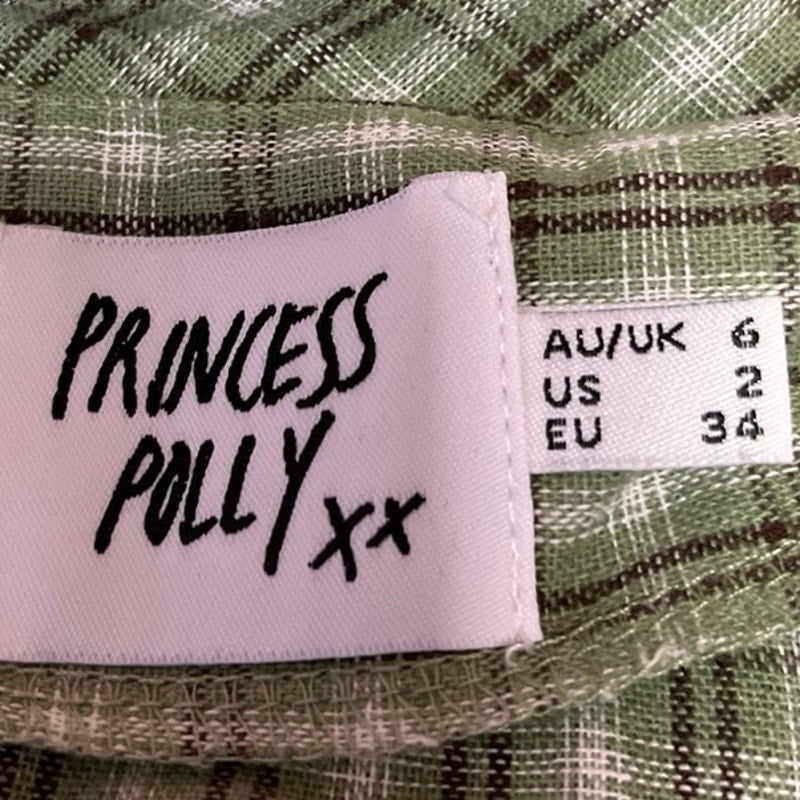 PRINCESS
POLLY xx
AU/UK 6
US 2
EU 34